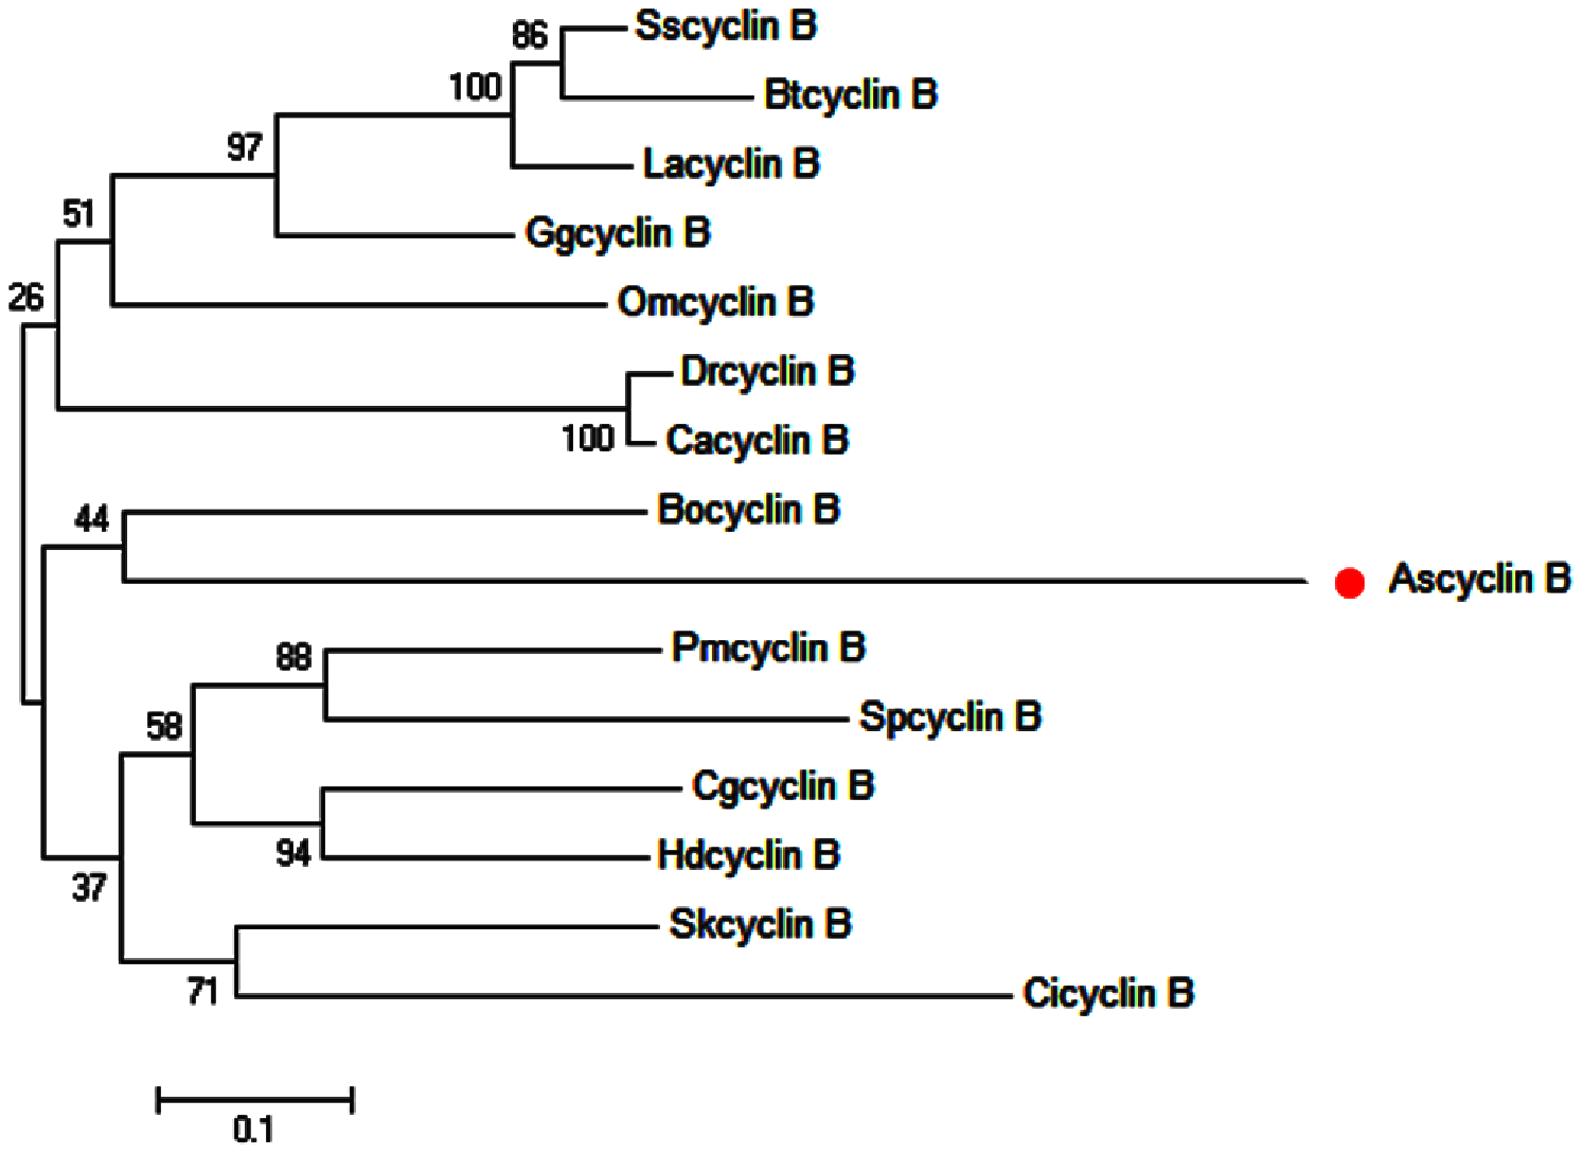 86
Sscyclin B
100
Btcyclin B
97
Lacyclin B
51
Ggcyclin B
26
Omcyclin B
Drcyclin B
100
Cacyclin B
44
Bocyclin B
Ascyclin B
88
Pmcyclin B
58
Spcyclin B
Cgcyclin B
94
Hdcyclin B
37
Skcyclin B
71
Cicyclin B
0.1